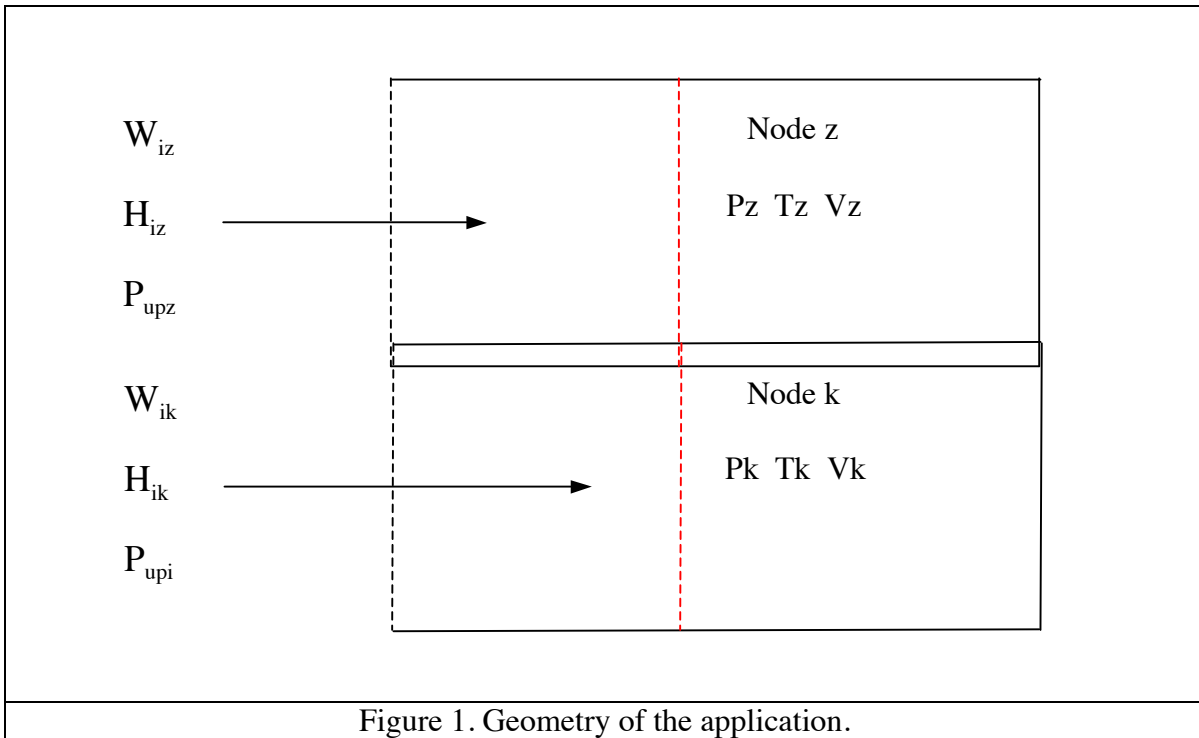 W_iz
Node z
H_iz
Pz Tz Vz
P_upz
W_ik
Node k
H_ik
Pk Tk Vk
P_upi
Figure 1. Geometry of the application.